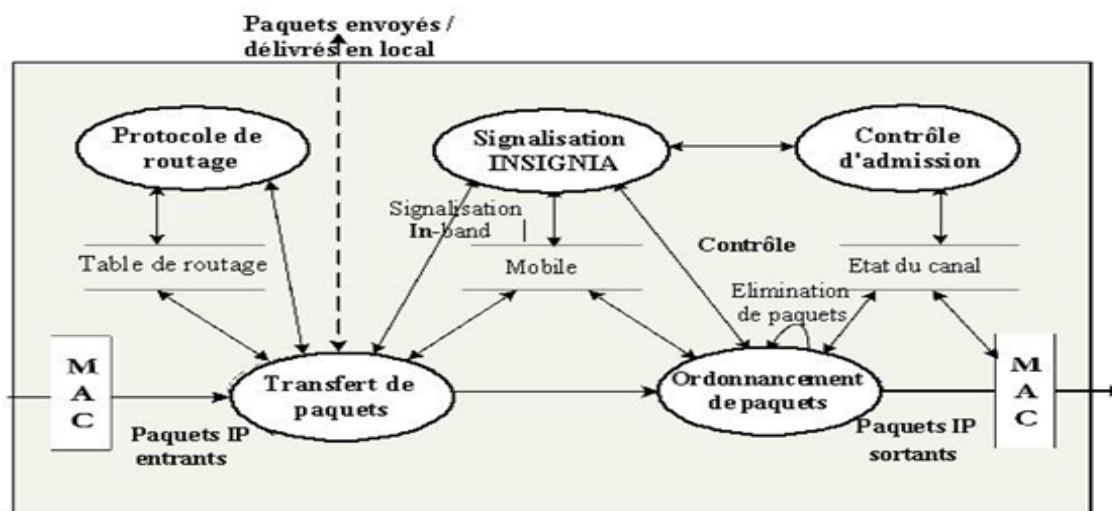 Paquets envoyés /
délivrés en local
Protocole de
routage
Signalisation
INSIGNIA
Contrôle
d'admission
Signalisation
In-band
Table de routage
Mobile
Contrôle
Etat du canal
Elimination
de paquets
M
A
C
Transfert de
paquets
Ordonnancement
de paquets
M
A
C
Paquets IP
entrants
Paquets IP
sortants